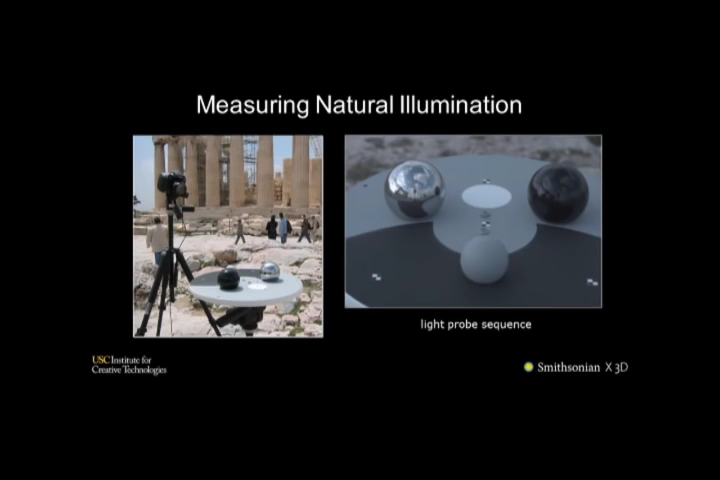 Measuring Natural Illumination
light probe sequence
USC Institute for
Creative Technologies
Smithsonian X 3D